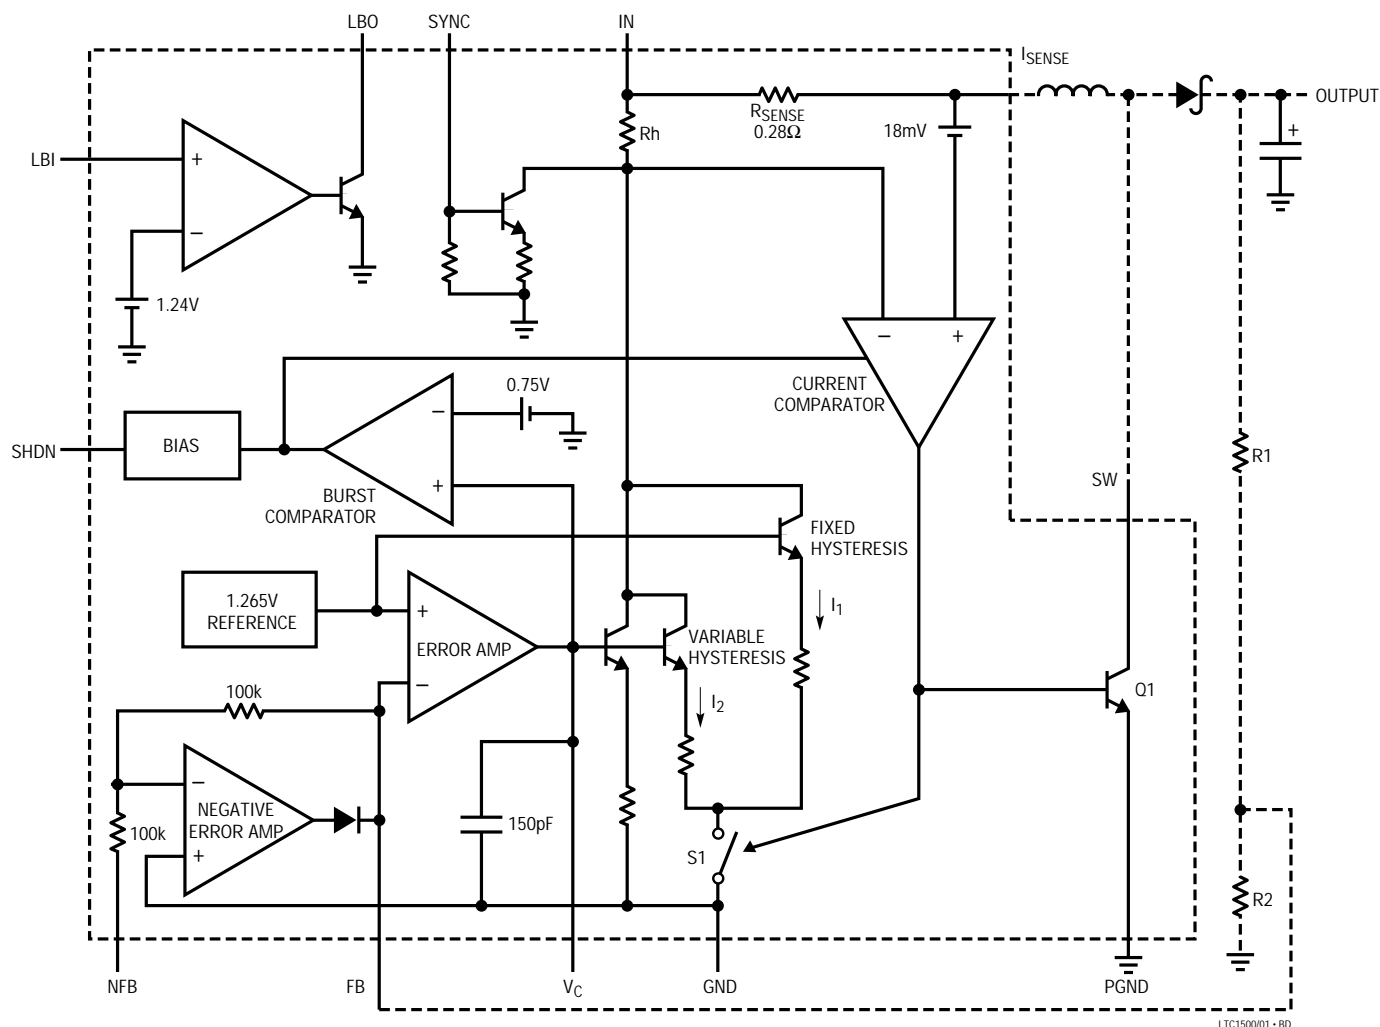 LBO
SYNC
IN
ISENSE
OUTPUT
RSENSE
0.28Ω
18mV
+
Rh
LBI
+
−
1.24V
−
+
CURRENT
COMPARATOR
0.75V
−
+
SHDN
BIAS
BURST
COMPARATOR
R1
SW
FIXED
HYSTERESIS
1.265V
REFERENCE
+
ERROR AMP
−
I1
VARIABLE
HYSTERESIS
I2
100k
Q1
−
NEGATIVE
ERROR AMP
+
100k
150pF
S1
R2
NFB
FB
VC
GND
PGND
LTC1500/01 • BD